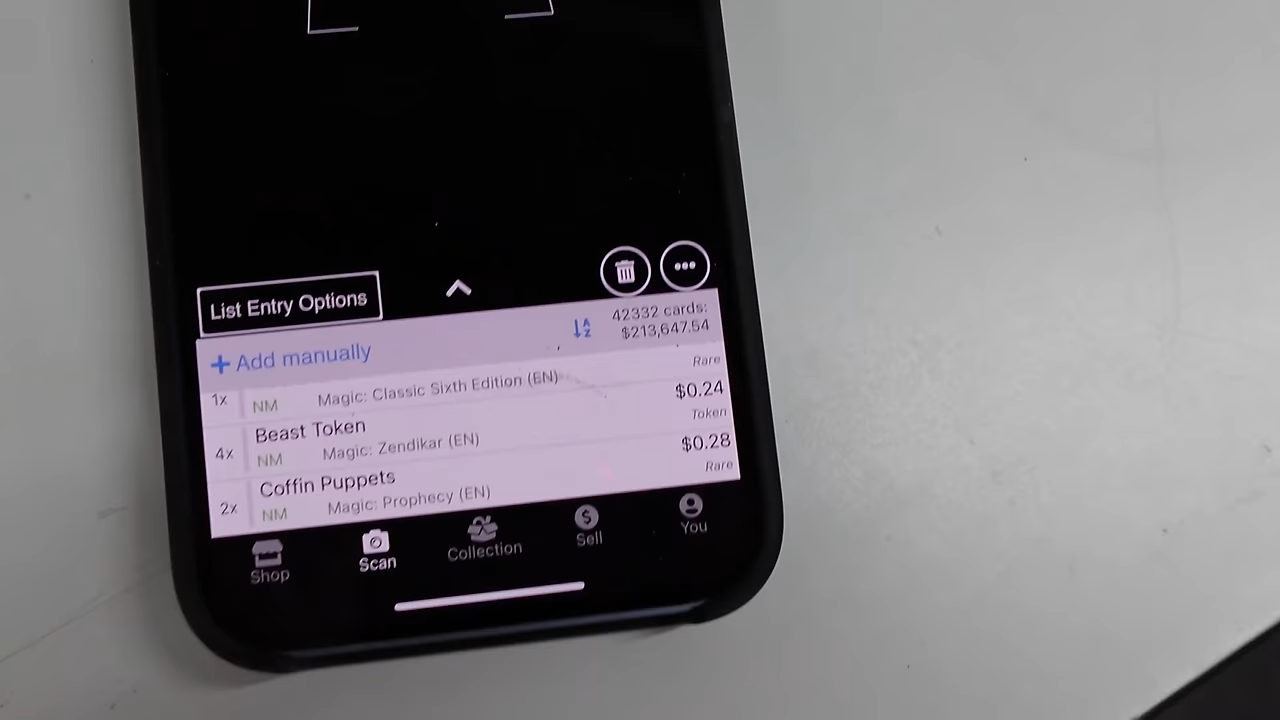 List Entry Options
42332 cards:
$213,647.54
+ Add manually
Rare
1x NM Magic: Classic Sixth Edition (EN)
Beast Token $0.24
4x NM Magic: Zendikar (EN) Token
Coffin Puppets $0.28
2x NM Magic: Prophecy (EN) Rare
Shop Scan Collection Sell You